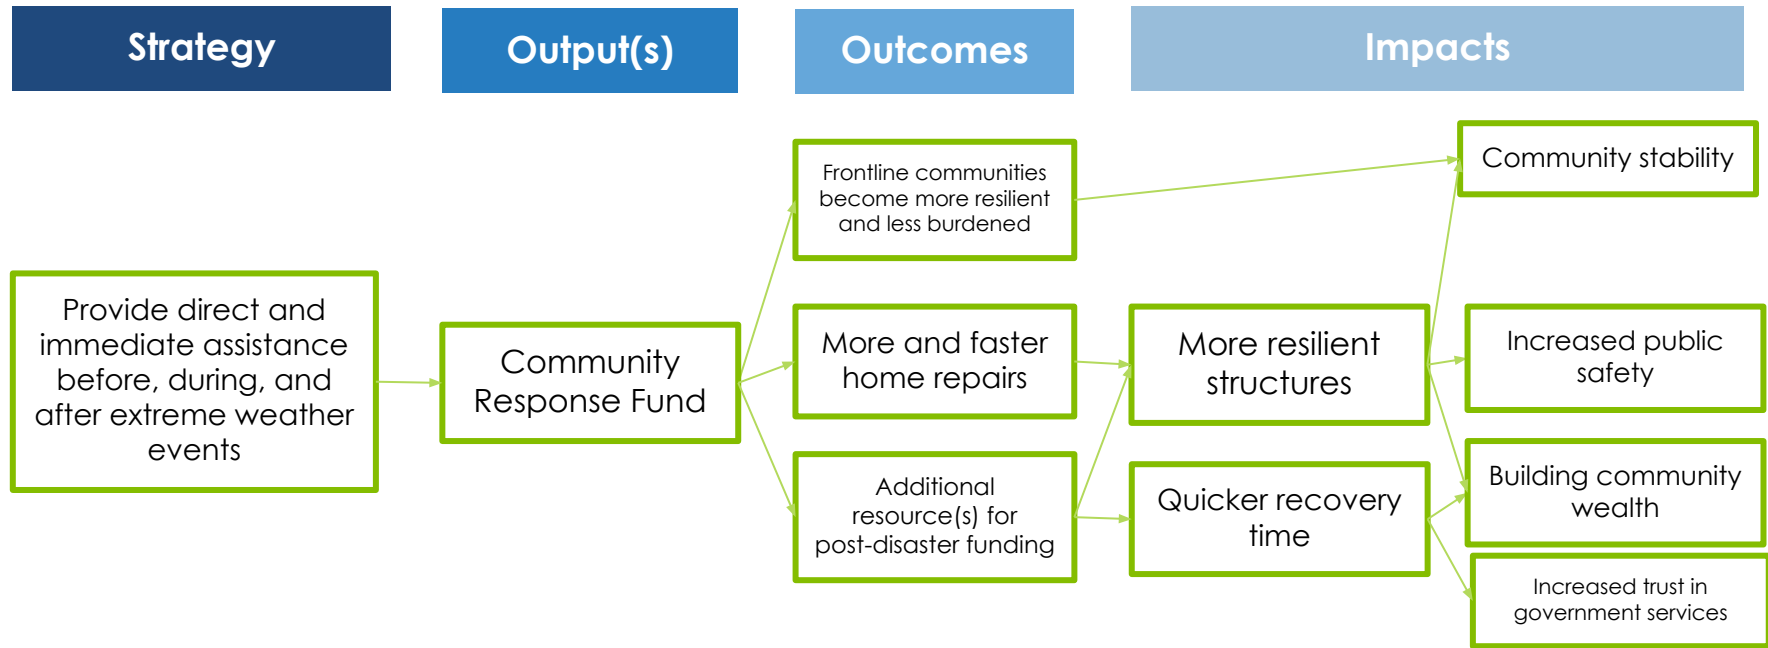 Strategy
Output(s)
Outcomes
Impacts
Provide direct and
immediate assistance
before, during, and
after extreme weather
events
Community
Response Fund
Frontline communities
become more resilient
and less burdened
More and faster
home repairs
Additional
resource(s) for
post-disaster funding
More resilient
structures
Quicker recovery
time
Community stability
Increased public
safety
Building community
wealth
Increased trust in
government services